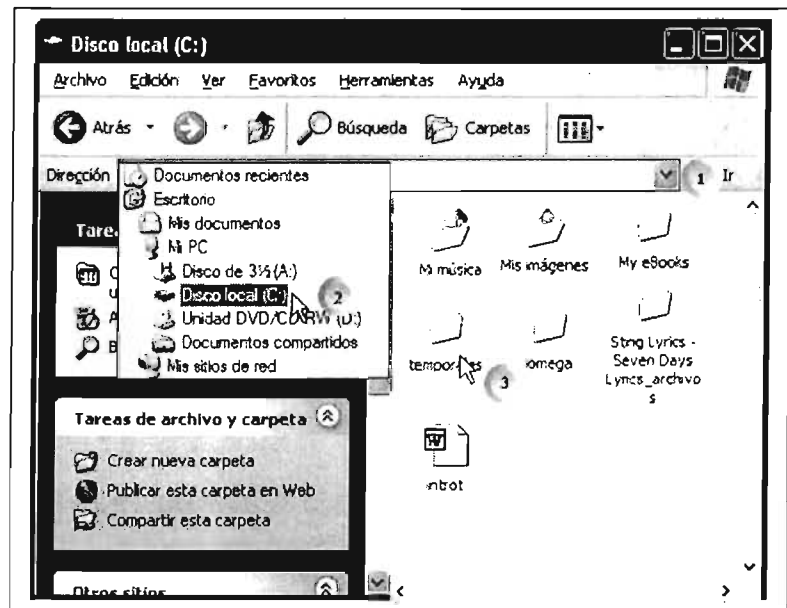 Disco local (C:)
Archivo Edición Ver Favoritos Herramientas Ayuda
Atrás Búsqueda Carpetas
Dirección 1 Ir
Documentos recientes
Escritorio
Mis documentos
Mi PC
Disco de 3½ (A:)
Disco local (C:) 2
Unidad DVD/CD-RW (D:)
Documentos compartidos
Mis sitios de red
Tare
Mi música Mis imágenes My eBooks
temporales iomega Sting Lyrics -
Seven Days
Lyrics_archivo
s
3
introt
Tareas de archivo y carpeta
Crear nueva carpeta
Publicar esta carpeta en Web
Compartir esta carpeta
Otros sitios